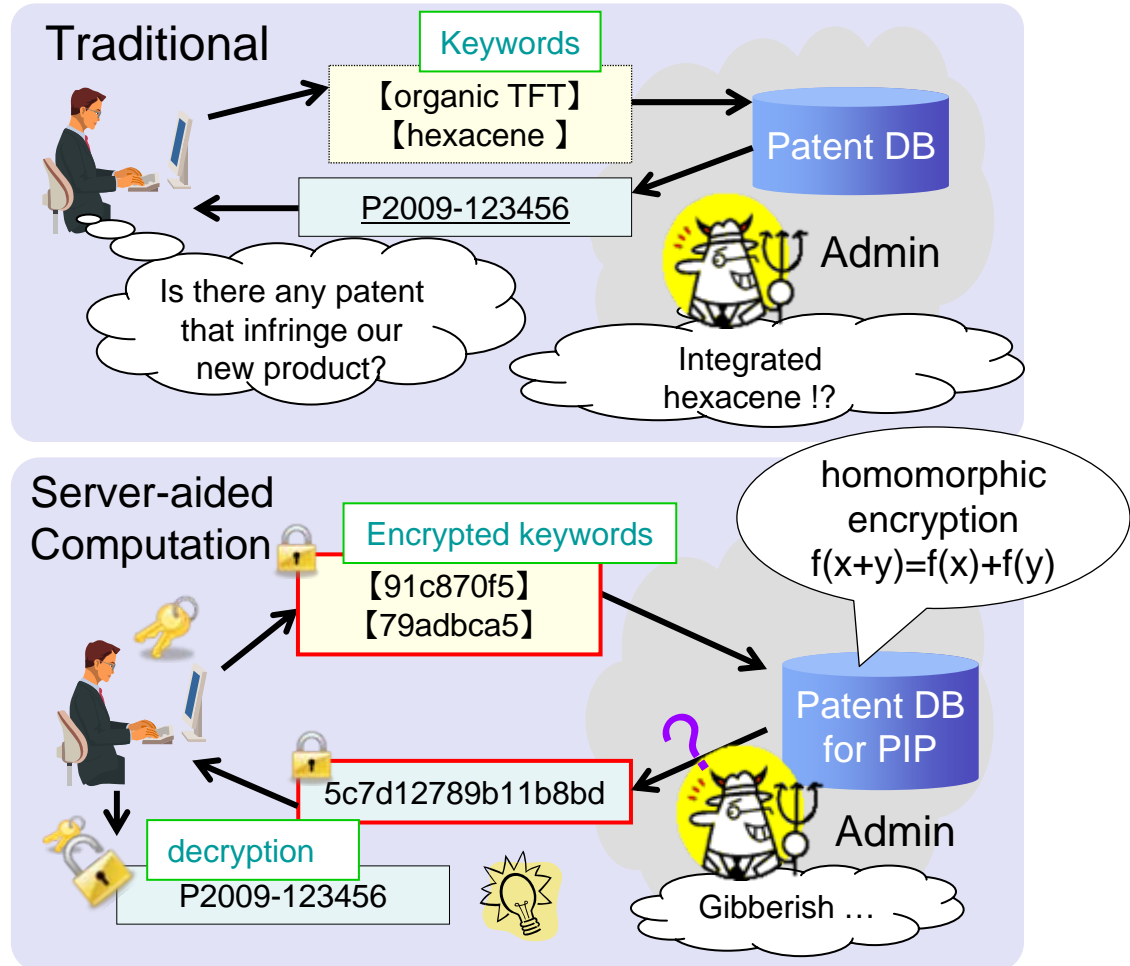 Traditional
Keywords
【organic TFT】
【hexacene 】
Patent DB
P2009-123456
Admin
Is there any patent
that infringe our
new product?
Integrated
hexacene !?
Server-aided
Computation
Encrypted keywords
【91c870f5】
【79adbca5】
homomorphic
encryption
f(x+y)=f(x)+f(y)
Patent DB
for PIP
?
5c7d12789b11b8bd
Admin
decryption
P2009-123456
Gibberish ...